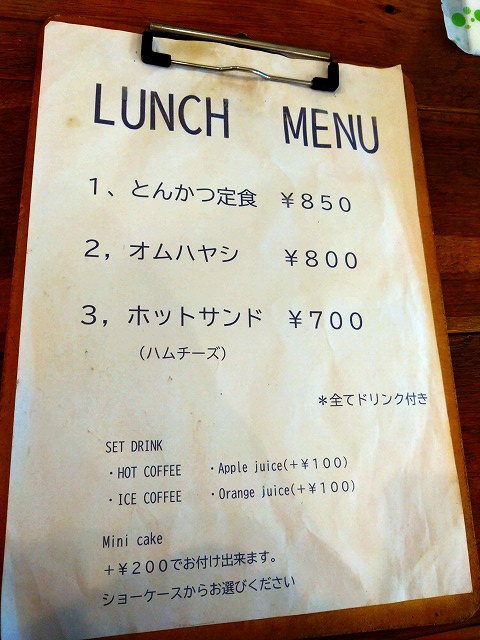 LUNCH MENU
１、とんかつ定食 ￥８５０
２，オムハヤシ ￥８００
３，ホットサンド ￥７００
（ハムチーズ）
＊全てドリンク付き
SET DRINK
・HOT COFFEE ・Apple juice(＋￥１００)
・ICE COFFEE ・Orange juice(＋￥１００)
Mini cake
＋￥２００でお付け出来ます。
ショーケースからお選びください